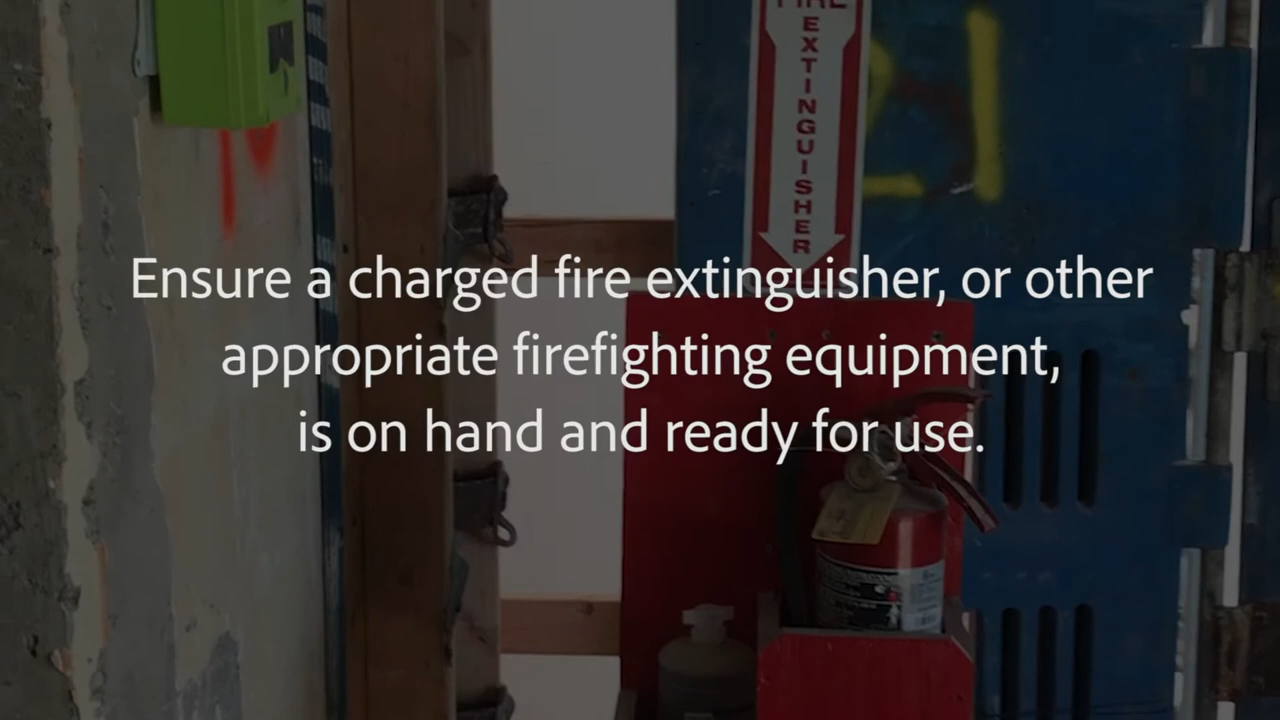 FIRE
EXTINGUISHER
Ensure a charged fire extinguisher, or other
appropriate firefighting equipment,
is on hand and ready for use.